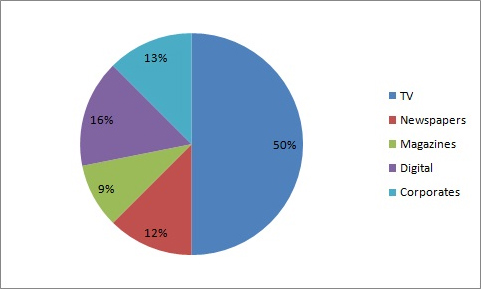 13%
16%
50%
9%
12%
TV
Newspapers
Magazines
Digital
Corporates